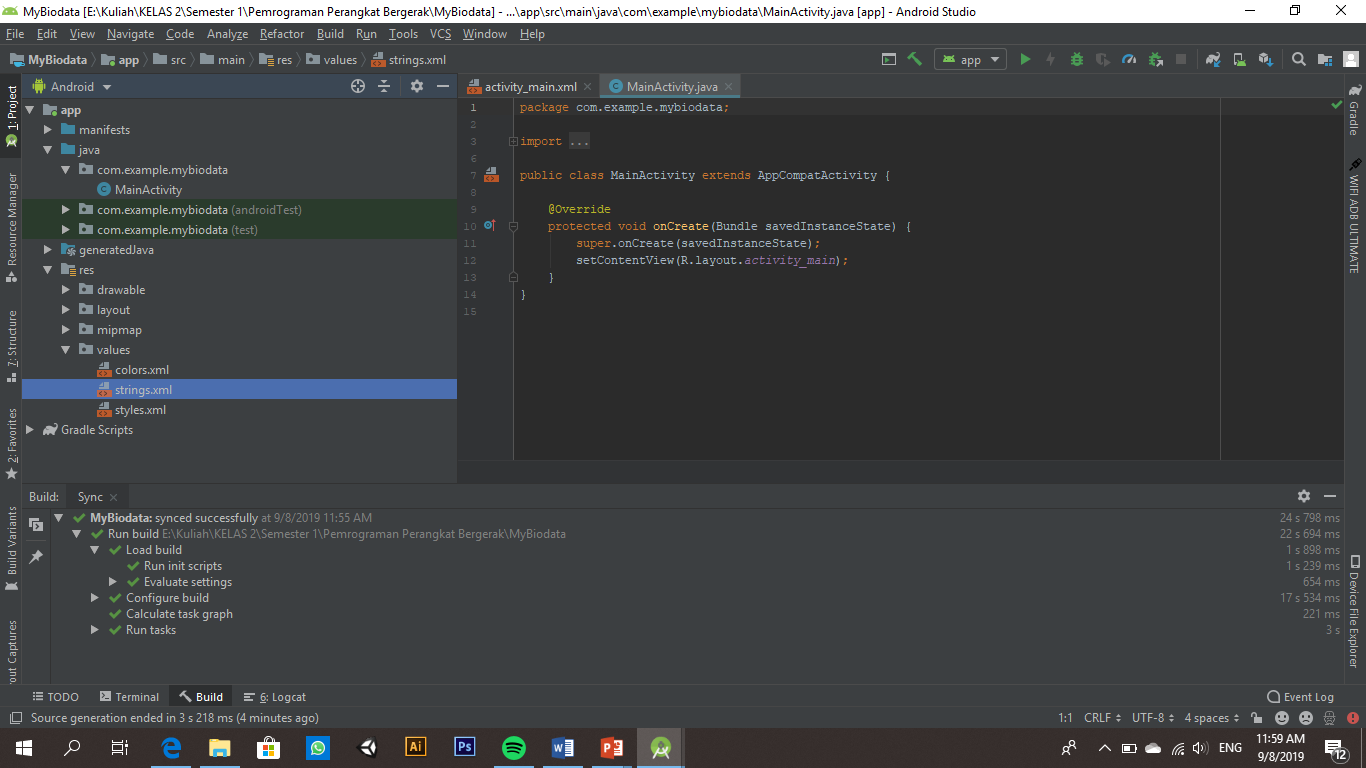 MyBiodata [E:\Kuliah\KELAS 2\Semester 1\Pemrograman Perangkat Bergerak\MyBiodata] - ...\app\src\main\java\com\example\mybiodata\MainActivity.java [app] - Android Studio
File Edit View Navigate Code Analyze Refactor Build Run Tools VCS Window Help
MyBiodata app src main res values strings.xml
app
Android
activity_main.xml
MainActivity.java
1: Project
Resource Manager
7: Structure
2: Favorites
Build Variants
out Captures
app
manifests
java
com.example.mybiodata
MainActivity
com.example.mybiodata (androidTest)
com.example.mybiodata (test)
generatedJava
res
drawable
layout
mipmap
values
colors.xml
strings.xml
styles.xml
Gradle Scripts
1 package com.example.mybiodata;
2
3 import ...
6
7 public class MainActivity extends AppCompatActivity {
8
9 @Override
10 protected void onCreate(Bundle savedInstanceState) {
11 super.onCreate(savedInstanceState);
12 setContentView(R.layout.activity_main);
13 }
14 }
15
Gradle
WIFI ADB ULTIMATE
Device File Explorer
Build: Sync
MyBiodata: synced successfully at 9/8/2019 11:55 AM 24 s 798 ms
Run build E:\Kuliah\KELAS 2\Semester 1\Pemrograman Perangkat Bergerak\MyBiodata 22 s 694 ms
Load build 1 s 898 ms
Run init scripts 1 s 239 ms
Evaluate settings 654 ms
Configure build 17 s 534 ms
Calculate task graph 221 ms
Run tasks 3 s
TODO Terminal Build 6: Logcat Event Log
Source generation ended in 3 s 218 ms (4 minutes ago) 1:1 CRLF UTF-8 4 spaces
Ai Ps
ENG
11:59 AM
9/8/2019
12